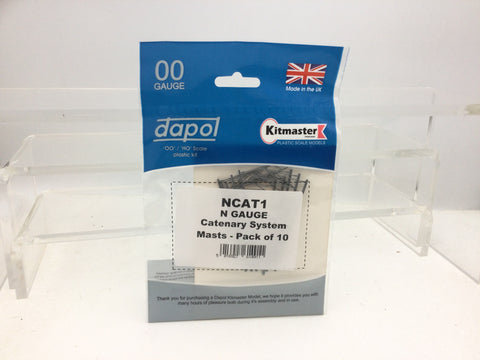 OO
GAUGE
Made in the UK
dapol
'OO' / 'HO' Scale
plastic kit
Kitmaster
PLASTIC SCALE MODELS
NCAT1
N GAUGE
Catenary System
Masts - Pack of 10
Thank you for purchasing a Dapol Kitmaster Model, we hope it provides you with
many hours of pleasure both during it's assembly and in use.